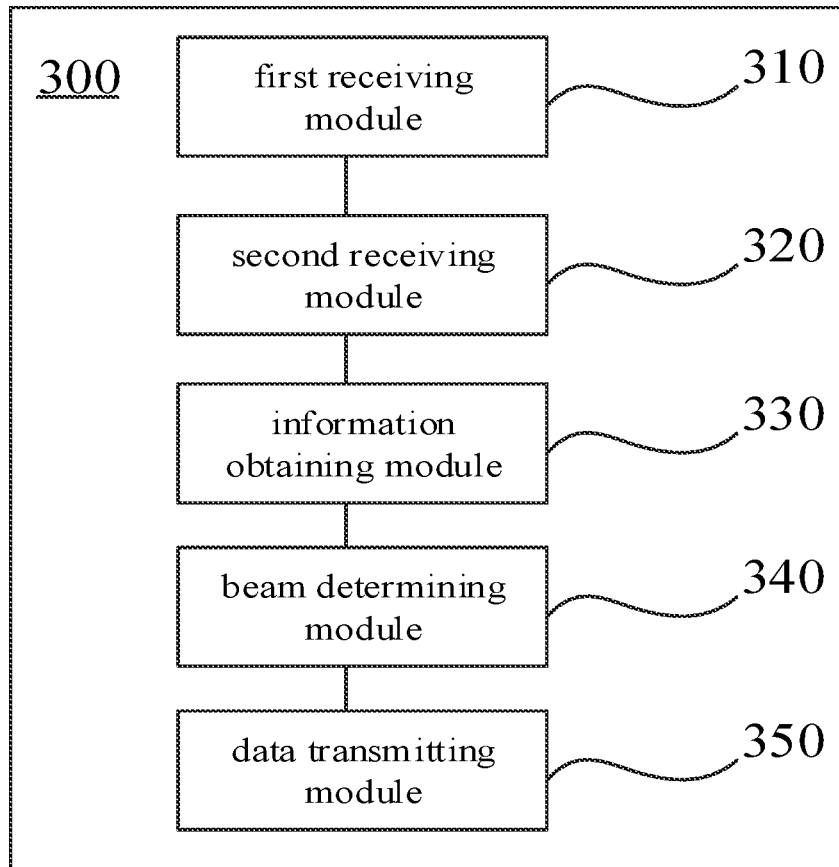 300
first receiving
module
310
second receiving
module
320
information
obtaining module
330
beam determining
module
340
data transmitting
module
350